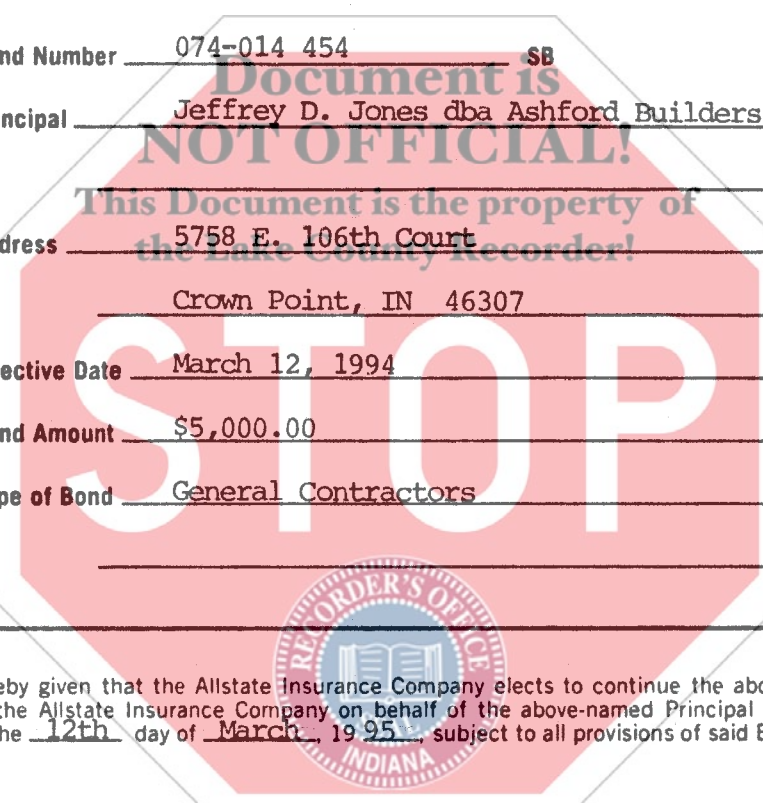 nd Number 074-014 454 SB
Document is
ncipal Jeffrey D. Jones dba Ashford Builders
NOT OFFICIAL!
This Document is the property of
dress 5758 E. 106th Court
the Lake County Recorder!
Crown Point, IN 46307
STOP
ective Date March 12, 1994
nd Amount $5,000.00
pe of Bond General Contractors
RECORDER'S OFFICE
eby given that the Allstate Insurance Company elects to continue the abo
the Allstate Insurance Company on behalf of the above-named Principal
he 12th day of March, 19 95, subject to all provisions of said B
INDIANA